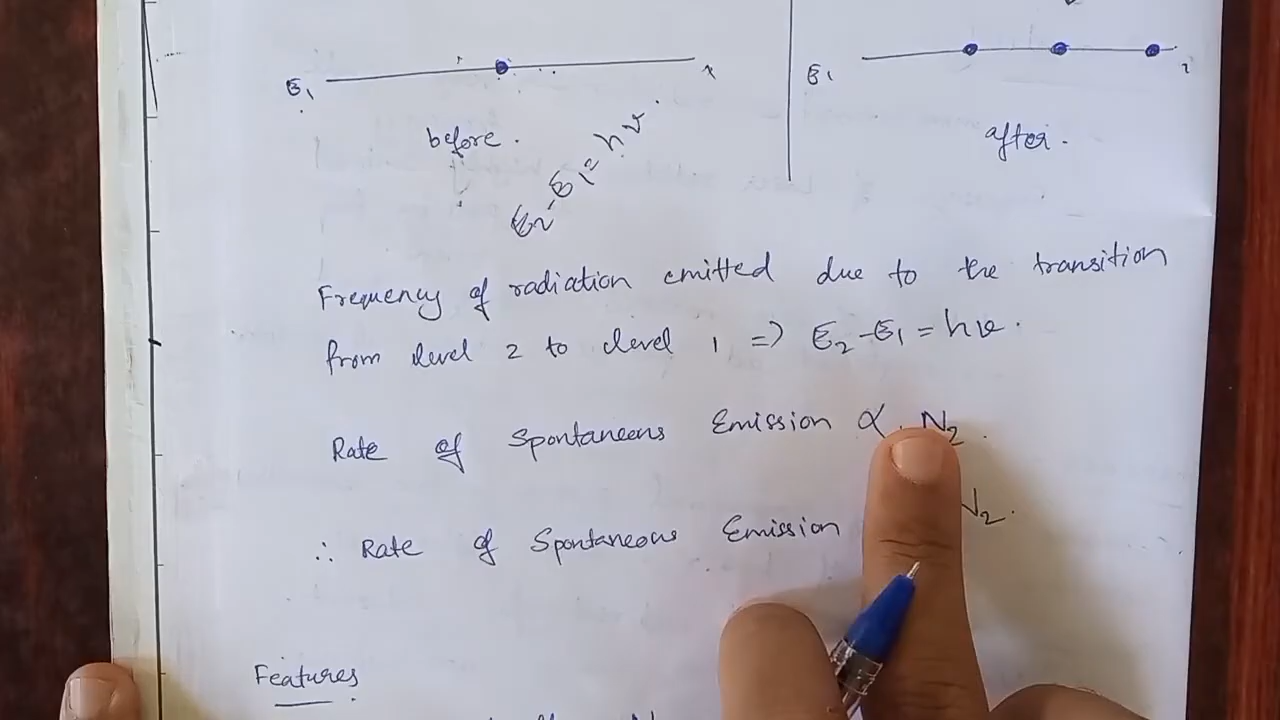 E₁
E₁
before.
after.
E₂-E₁=hν.
Frequency of radiation emitted due to the transition
from level 2 to level 1 => E₂-E₁=hν.
Rate of Spontaneous Emission ∝ N₂.
∴ Rate of Spontaneous Emission
Features